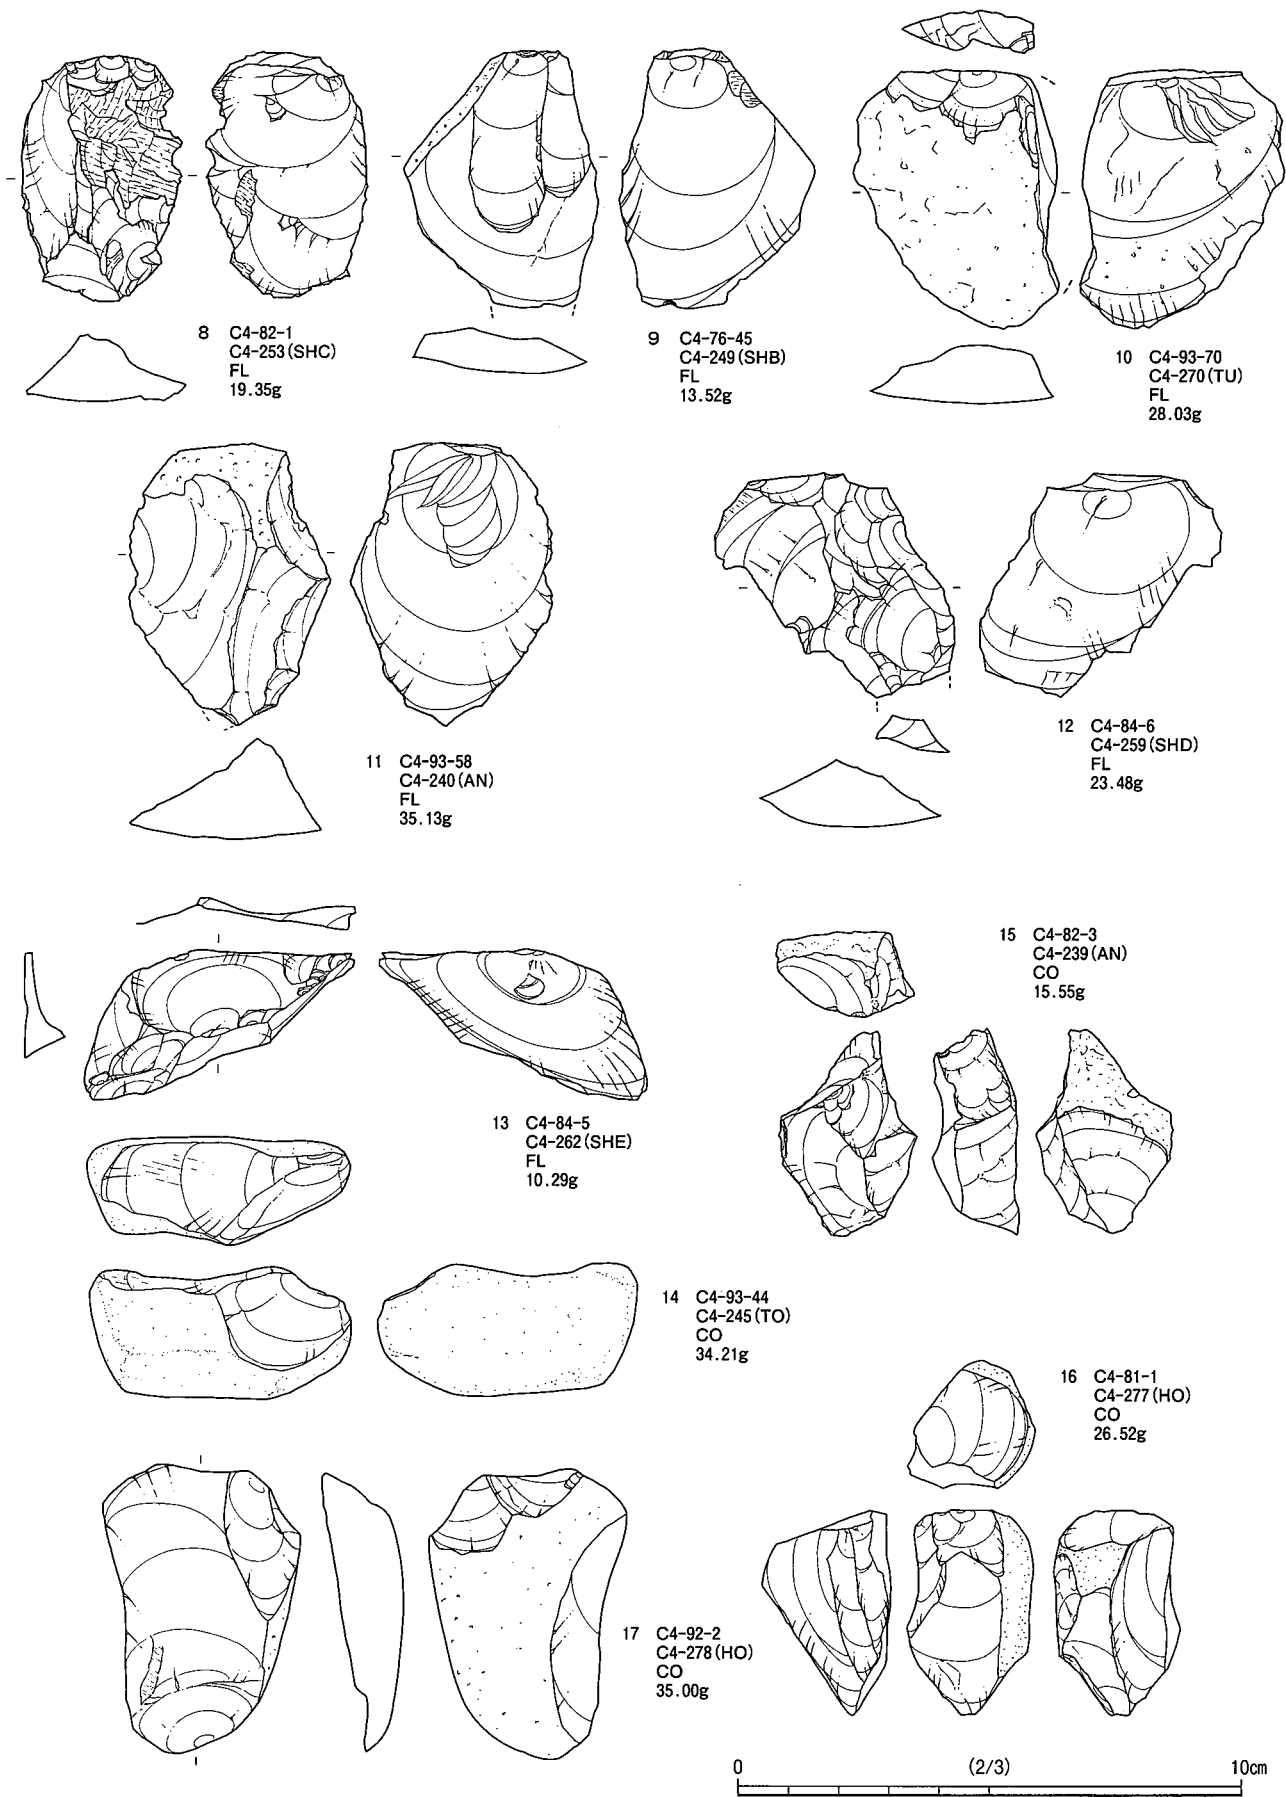 8 C4-82-1
C4-253(SHC)
FL
19.35g
9 C4-76-45
C4-249(SHB)
FL
13.52g
10 C4-93-70
C4-270(TU)
FL
28.03g
11 C4-93-58
C4-240(AN)
FL
35.13g
12 C4-84-6
C4-259(SHD)
FL
23.48g
13 C4-84-5
C4-262(SHE)
FL
10.29g
15 C4-82-3
C4-239(AN)
CO
15.55g
14 C4-93-44
C4-245(TO)
CO
34.21g
16 C4-81-1
C4-277(HO)
CO
26.52g
17 C4-92-2
C4-278(HO)
CO
35.00g
0 (2/3) 10cm